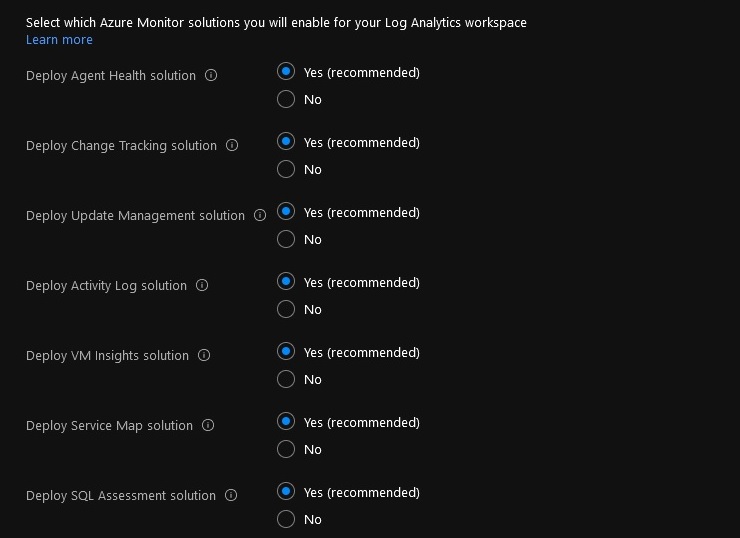 Select which Azure Monitor solutions you will enable for your Log Analytics workspace
Learn more
Deploy Agent Health solution
Yes (recommended)
No
Deploy Change Tracking solution
Yes (recommended)
No
Deploy Update Management solution
Yes (recommended)
No
Deploy Activity Log solution
Yes (recommended)
No
Deploy VM Insights solution
Yes (recommended)
No
Deploy Service Map solution
Yes (recommended)
No
Deploy SQL Assessment solution
Yes (recommended)
No